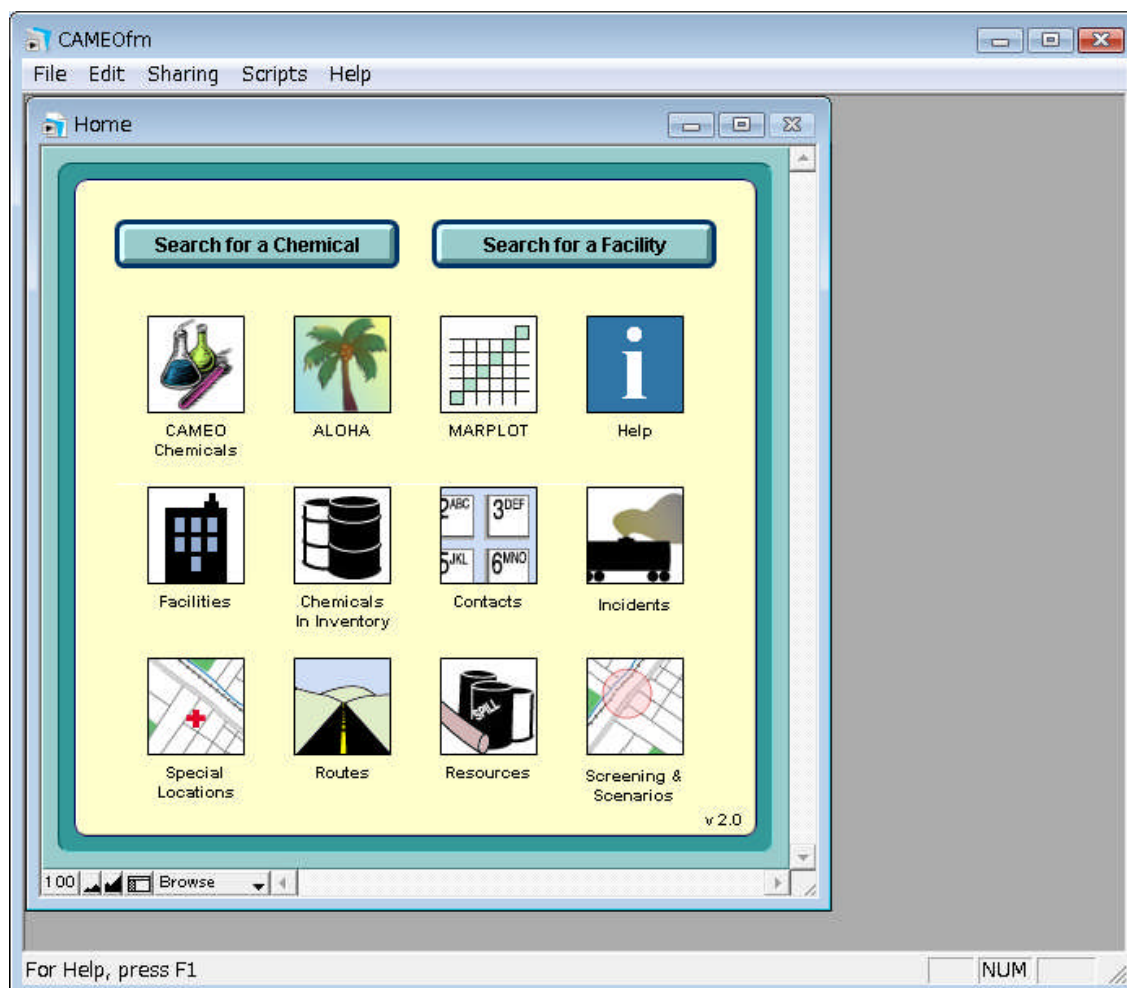 CAMEOfm
File Edit Sharing Scripts Help
Home
Search for a Chemical
Search for a Facility
CAMEO
Chemicals
ALOHA
MARPLOT
i
Help
Facilities
Chemicals
In Inventory
2ABC
3DEF
5JKL
6MNO
Contacts
Incidents
Special
Locations
Routes
SPILL
Resources
Screening &
Scenarios
v 2.0
100
Browse
For Help, press F1
NUM